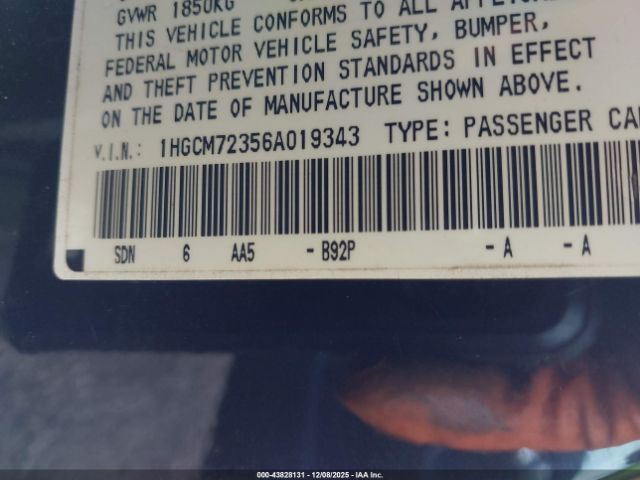 GVWR 1850KG
THIS VEHICLE CONFORMS TO ALL
FEDERAL MOTOR VEHICLE SAFETY, BUMPER,
AND THEFT PREVENTION STANDARDS IN EFFECT
ON THE DATE OF MANUFACTURE SHOWN ABOVE.
V.I.N.: 1HGCM72356A019343 TYPE: PASSENGER CA
SDN 6 AA5 - B92P - A - A
000-43828131 - 12/08/2025 - IAA Inc.